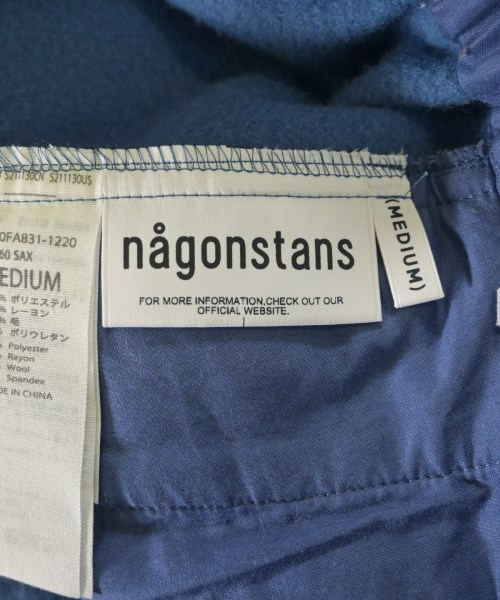 S211130CN S211130US
0FA831-1220
60 SAX
MEDIUM
% ポリエステル
% レーヨン
% 毛
% ポリウレタン
Polyester
Rayon
Wool
Spandex
DE IN CHINA
någonstans
FOR MORE INFORMATION,CHECK OUT OUR
OFFICIAL WEBSITE.
(MEDIUM)